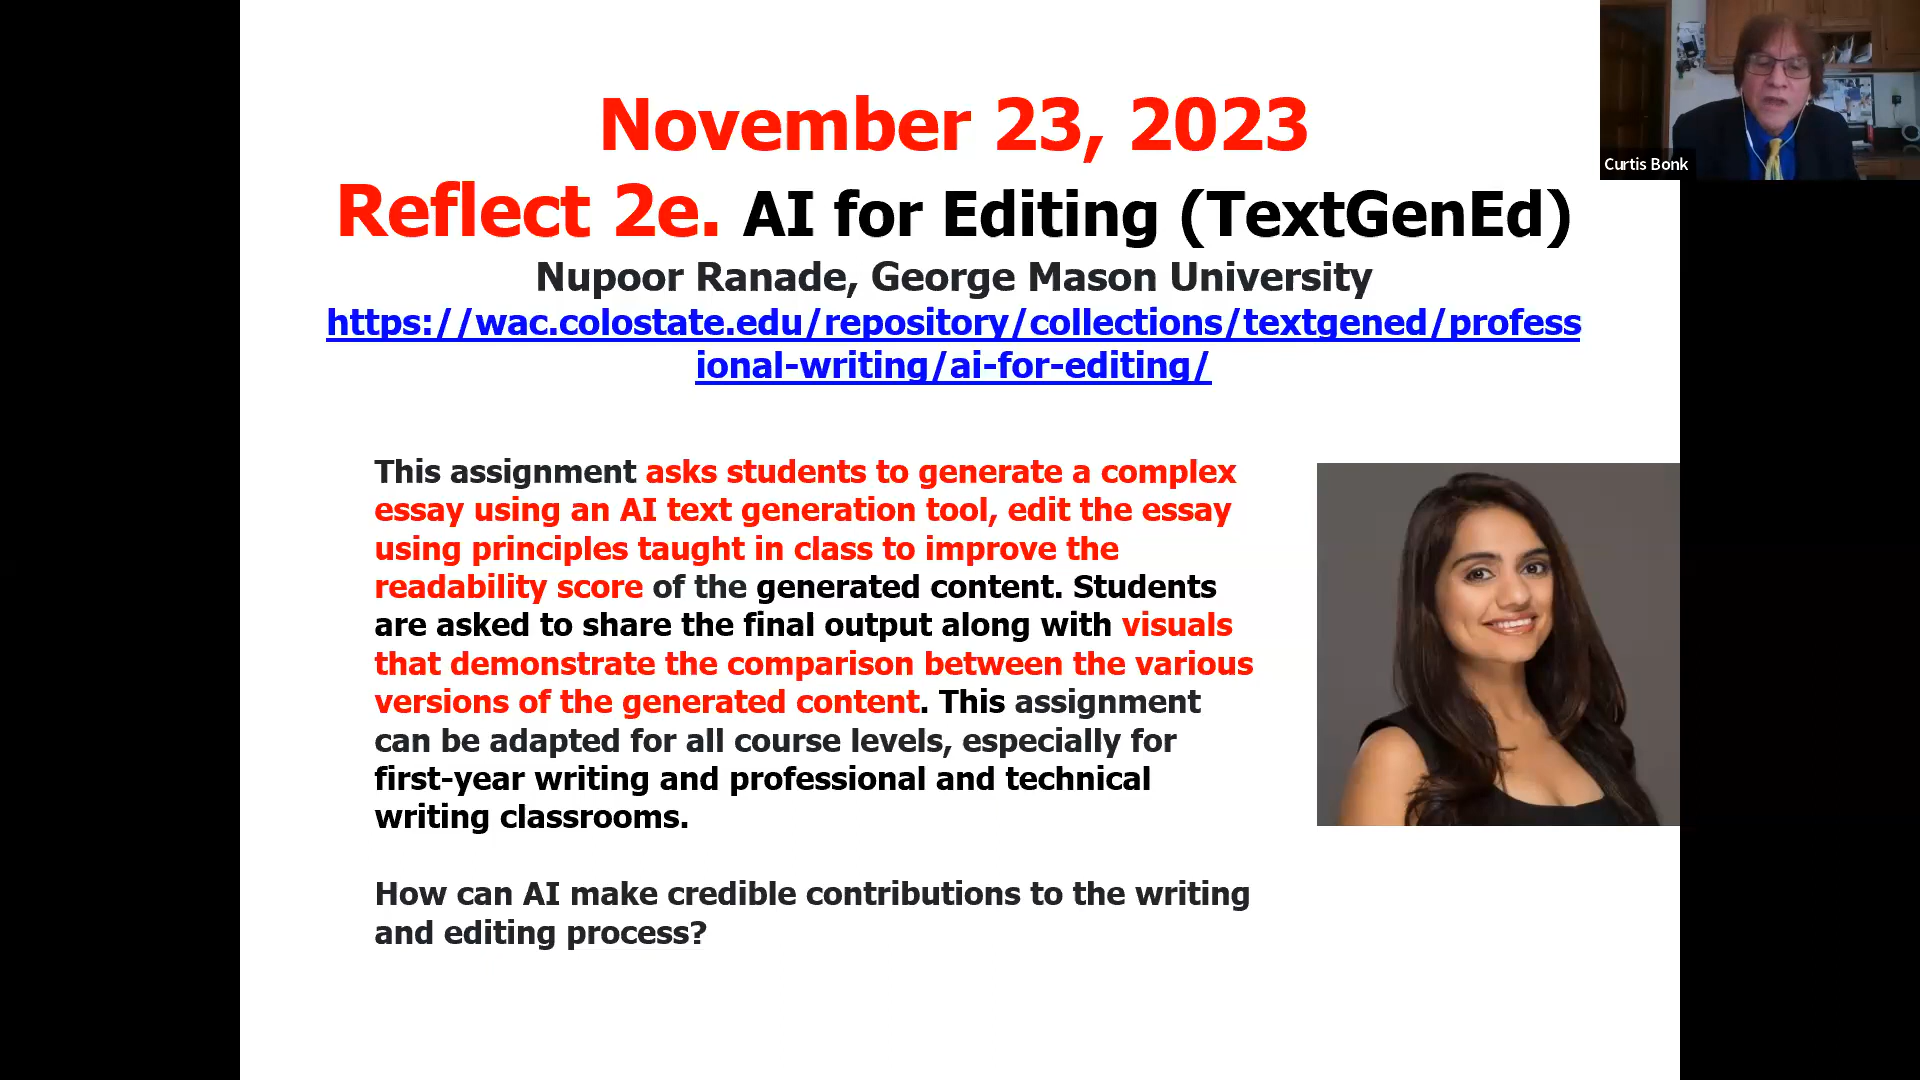 November 23, 2023
Reflect 2e. AI for Editing (TextGenEd)
Nupoor Ranade, George Mason University
https://wac.colostate.edu/repository/collections/textgened/profess
ional-writing/ai-for-editing/
This assignment asks students to generate a complex
essay using an AI text generation tool, edit the essay
using principles taught in class to improve the
readability score of the generated content. Students
are asked to share the final output along with visuals
that demonstrate the comparison between the various
versions of the generated content. This assignment
can be adapted for all course levels, especially for
first-year writing and professional and technical
writing classrooms.
How can AI make credible contributions to the writing
and editing process?
Curtis Bonk